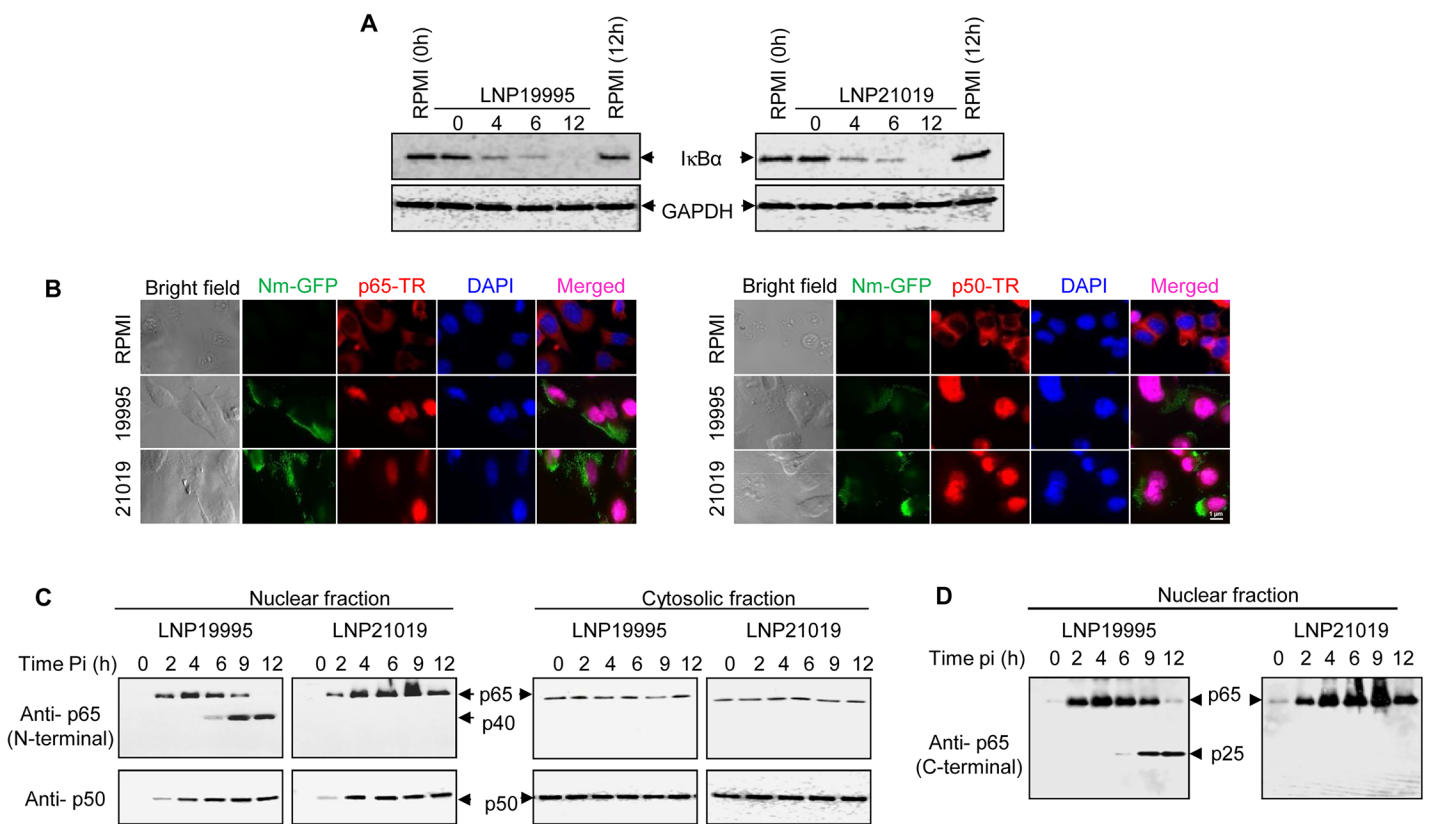 A
RPMI (0h) LNP19995 RPMI (12h) RPMI (0h) LNP21019 RPMI (12h)
0 4 6 12 0 4 6 12
IκBα
GAPDH
B
Bright field Nm-GFP p65-TR DAPI Merged Bright field Nm-GFP p50-TR DAPI Merged
RPMI RPMI
19995 19995
21019 21019
1 µm
C Nuclear fraction Cytosolic fraction
LNP19995 LNP21019 LNP19995 LNP21019
Time Pi (h) 0 2 4 6 9 12 0 2 4 6 9 12 0 2 4 6 9 12 0 2 4 6 9 12
p65
Anti- p65
(N-terminal)
p40
Anti- p50
p50
D Nuclear fraction
LNP19995 LNP21019
Time pi (h) 0 2 4 6 9 12 0 2 4 6 9 12
p65
Anti- p65
(C-terminal)
p25